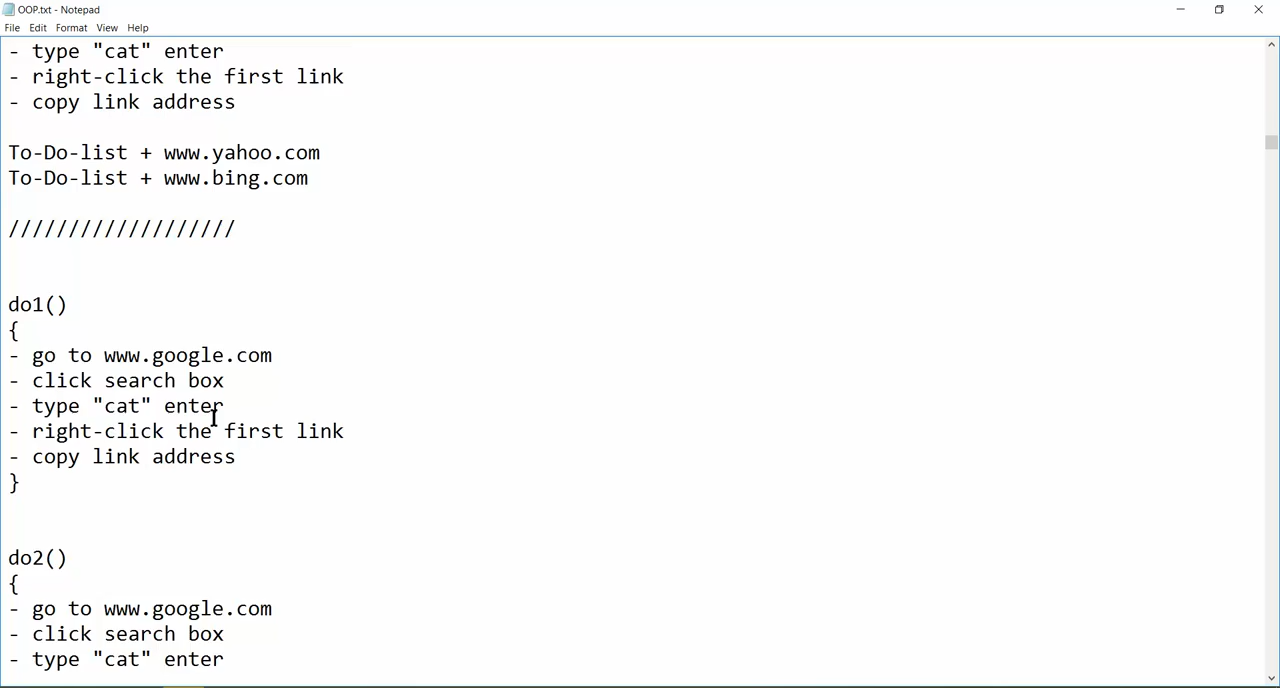 OOP.txt - Notepad
File Edit Format View Help
- type "cat" enter
- right-click the first link
- copy link address
To-Do-list + www.yahoo.com
To-Do-list + www.bing.com
///////////////////
do1()
{
- go to www.google.com
- click search box
- type "cat" enter
- right-click the first link
- copy link address
}
do2()
{
- go to www.google.com
- click search box
- type "cat" enter